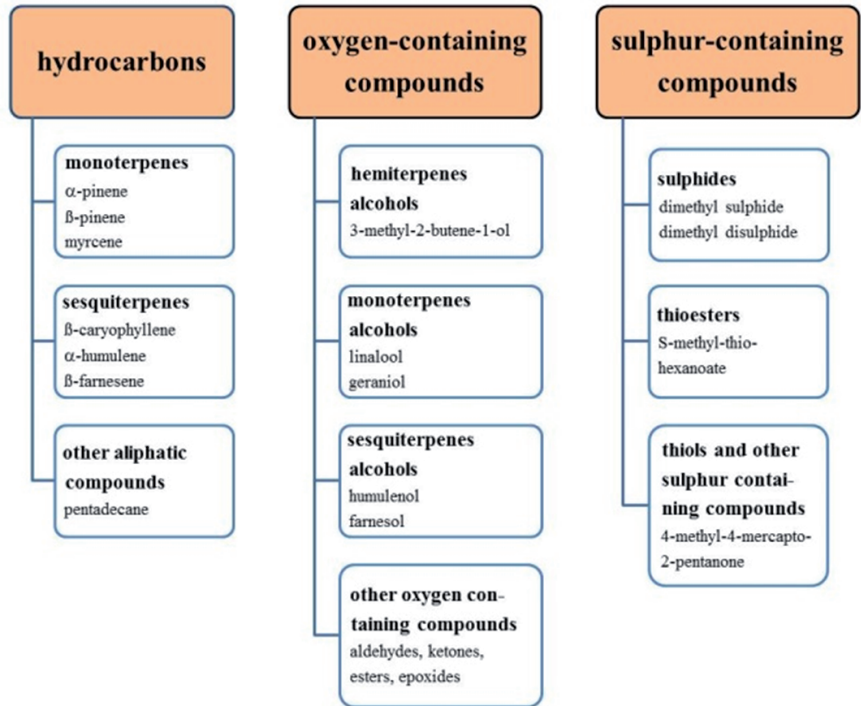 hydrocarbons
monoterpenes
α-pinene
ß-pinene
myrcene
sesquiterpenes
ß-caryophyllene
α-humulene
ß-farnesene
other aliphatic
compounds
pentadecane
oxygen-containing
compounds
hemiterpenes
alcohols
3-methyl-2-butene-1-ol
monoterpenes
alcohols
linalool
geraniol
sesquiterpenes
alcohols
humulenol
farnesol
other oxygen con-
taining compounds
aldehydes, ketones,
esters, epoxides
sulphur-containing
compounds
sulphides
dimethyl sulphide
dimethyl disulphide
thioesters
S-methyl-thio-
hexanoate
thiols and other
sulphur contai-
ning compounds
4-methyl-4-mercapto-
2-pentanone